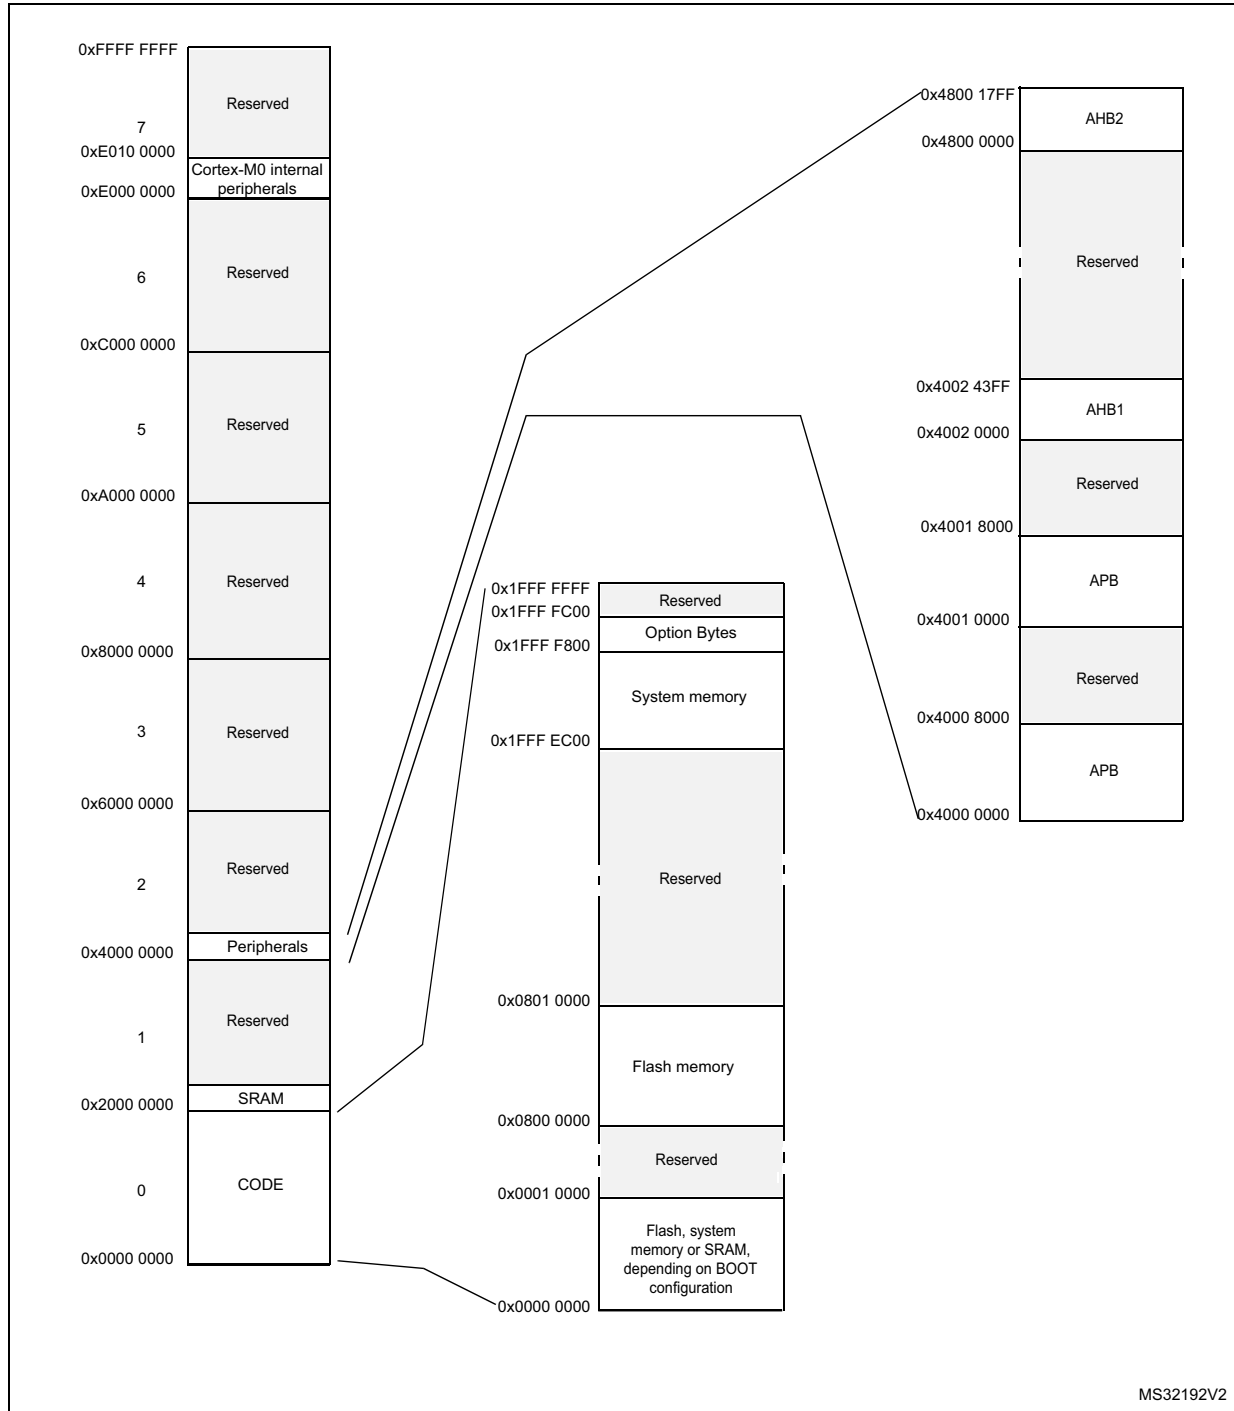 0xFFFF FFFF
Reserved
7
0xE010 0000
Cortex-M0 internal
peripherals
0xE000 0000
Reserved
6
0xC000 0000
Reserved
5
0xA000 0000
Reserved
4
0x8000 0000
Reserved
3
0x6000 0000
Reserved
2
Peripherals
0x4000 0000
Reserved
1
SRAM
0x2000 0000
CODE
0
0x0000 0000
0x1FFF FFFF
Reserved
0x1FFF FC00
Option Bytes
0x1FFF F800
System memory
0x1FFF EC00
Reserved
0x0801 0000
Flash memory
0x0800 0000
Reserved
0x0001 0000
Flash, system
memory or SRAM,
depending on BOOT
configuration
0x0000 0000
0x4800 17FF
AHB2
0x4800 0000
Reserved
0x4002 43FF
AHB1
0x4002 0000
Reserved
0x4001 8000
APB
0x4001 0000
Reserved
0x4000 8000
APB
0x4000 0000
MS32192V2